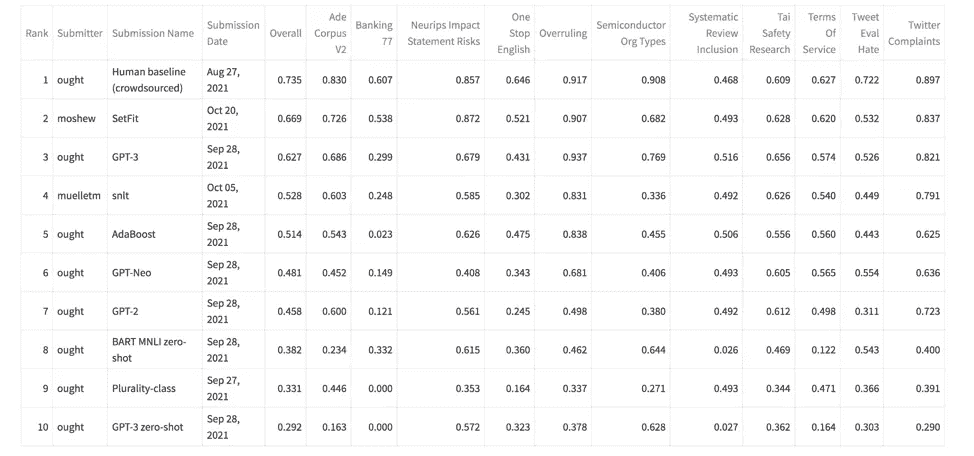 Rank Submitter Submission Name Submission Date Overall Ade Corpus V2 Banking 77 Neurips Impact Statement Risks One Stop English Overruling Semiconductor Org Types Systematic Review Inclusion Tai Safety Research Terms Of Service Tweet Eval Hate Twitter Complaints
1 ought Human baseline (crowdsourced) Aug 27, 2021 0.735 0.830 0.607 0.857 0.646 0.917 0.908 0.468 0.609 0.627 0.722 0.897
2 moshew SetFit Oct 20, 2021 0.669 0.726 0.538 0.872 0.521 0.907 0.682 0.493 0.628 0.620 0.532 0.837
3 ought GPT-3 Sep 28, 2021 0.627 0.686 0.299 0.679 0.431 0.937 0.769 0.516 0.656 0.574 0.526 0.821
4 muelletm snlt Oct 05, 2021 0.528 0.603 0.248 0.585 0.302 0.831 0.336 0.492 0.626 0.540 0.449 0.791
5 ought AdaBoost Sep 28, 2021 0.514 0.543 0.023 0.626 0.475 0.838 0.455 0.506 0.556 0.560 0.443 0.625
6 ought GPT-Neo Sep 28, 2021 0.481 0.452 0.149 0.408 0.343 0.681 0.406 0.493 0.605 0.565 0.554 0.636
7 ought GPT-2 Sep 28, 2021 0.458 0.600 0.121 0.561 0.245 0.498 0.380 0.492 0.612 0.498 0.311 0.723
8 ought BART MNLI zero-shot Sep 28, 2021 0.382 0.234 0.332 0.615 0.360 0.462 0.644 0.026 0.469 0.122 0.543 0.400
9 ought Plurality-class Sep 27, 2021 0.331 0.446 0.000 0.353 0.164 0.337 0.271 0.493 0.344 0.471 0.366 0.391
10 ought GPT-3 zero-shot Sep 28, 2021 0.292 0.163 0.000 0.572 0.323 0.378 0.628 0.027 0.362 0.164 0.303 0.290